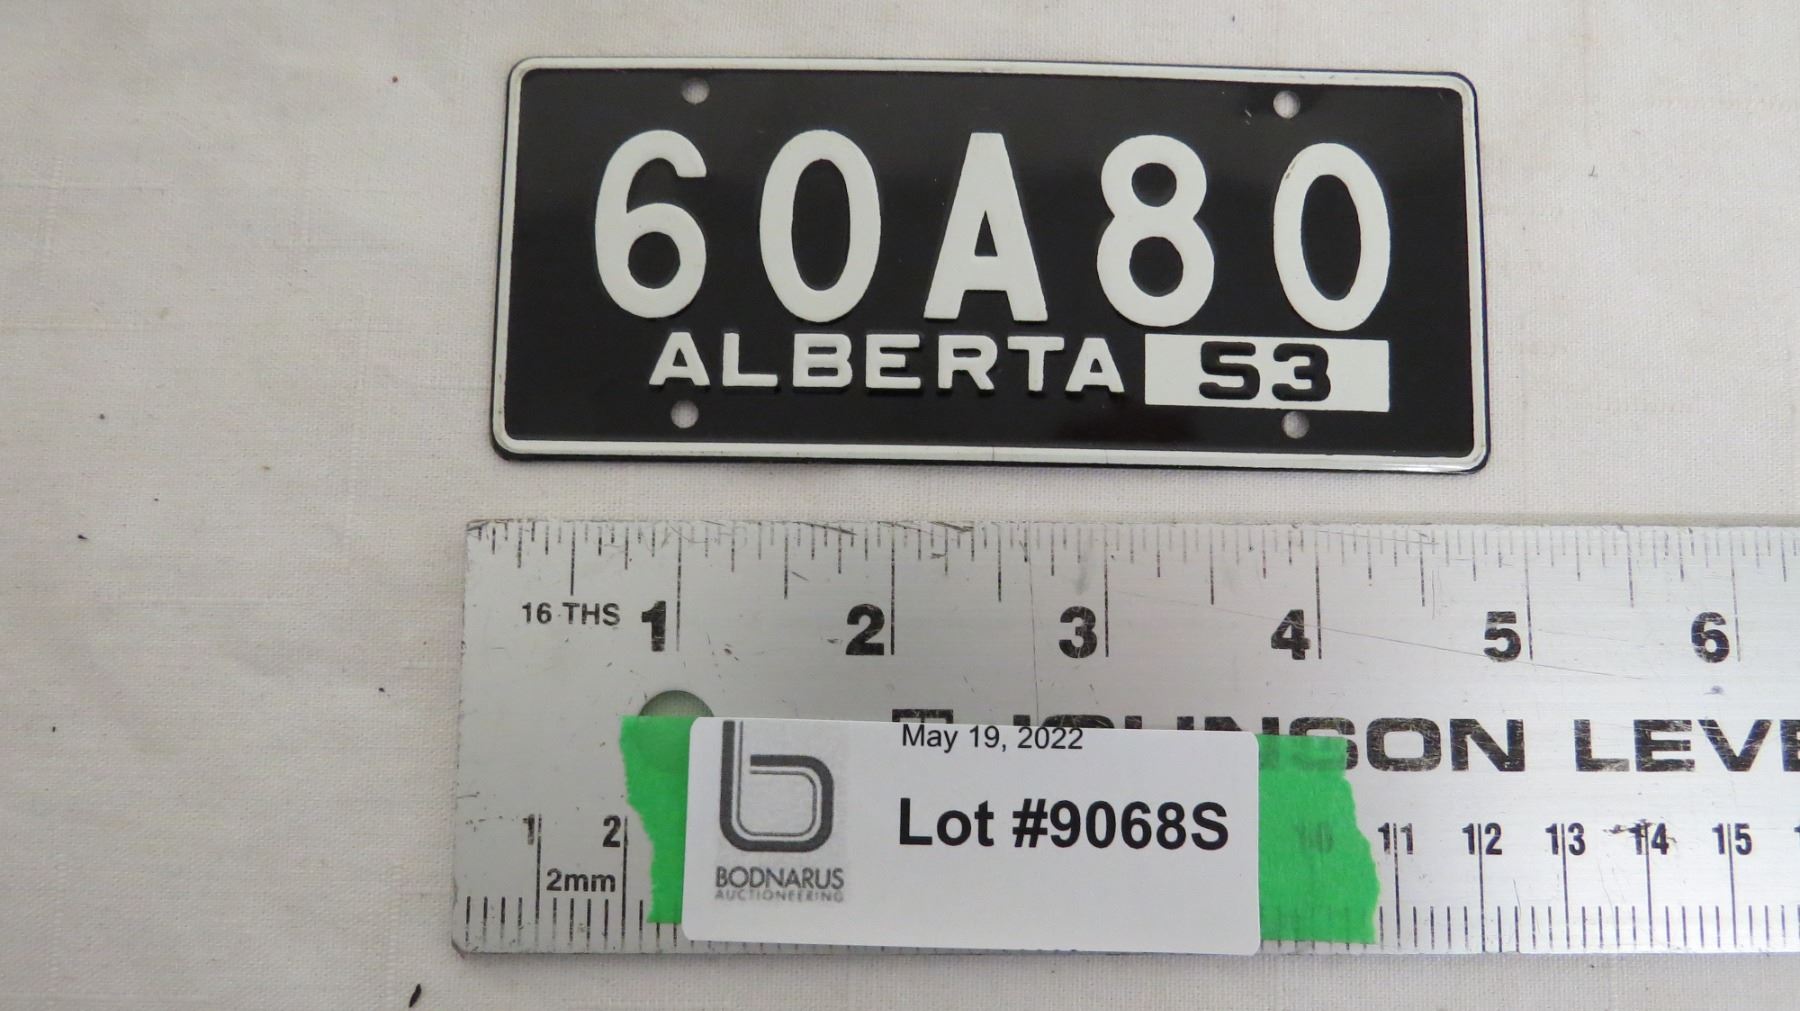 60A80
ALBERTA 53
16 THS 1 2 3 4 5 6
JOHNSON LEVE
May 19, 2022
Lot #9068S
BODNARUS
AUCTIONEERING
1 2 10 11 12 13 14 15
2mm